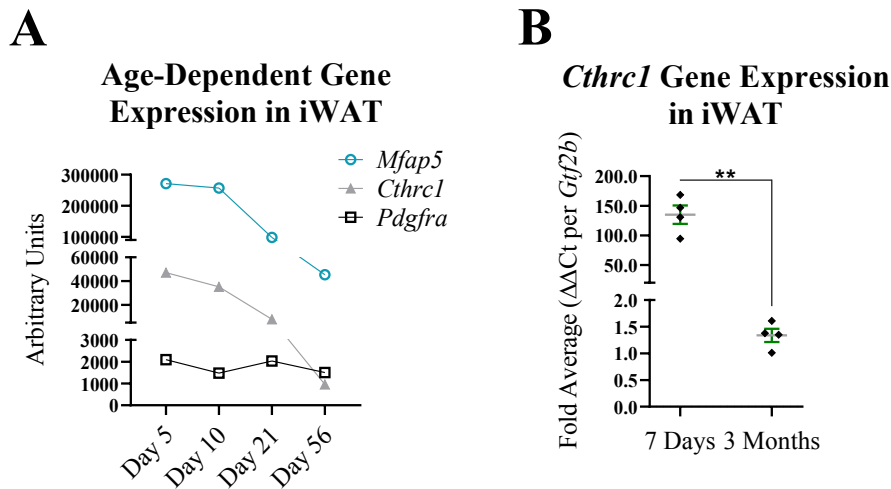 A
Age-Dependent Gene
Expression in iWAT
Mfap5
Cthrc1
Pdgfra
Arbitrary Units
300000
200000
100000
60000
40000
20000
3000
2000
1000
0
Day 5
Day 10
Day 21
Day 56
B
Cthrc1 Gene Expression
in iWAT
Fold Average (ΔΔCt per Gtf2b)
200.0
150.0
100.0
50.0
2.0
1.5
1.0
0.5
0.0
**
7 Days
3 Months